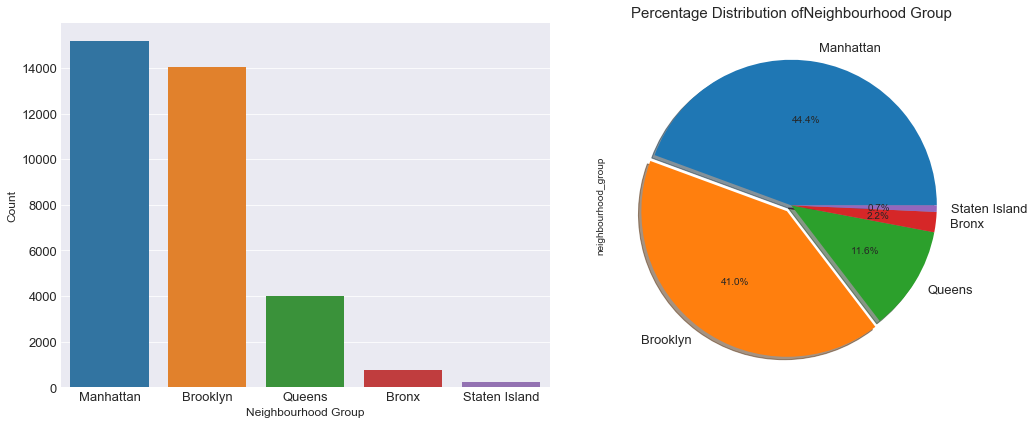 14000
12000
10000
8000
6000
4000
2000
0
Count
Manhattan Brooklyn Queens Bronx Staten Island
Neighbourhood Group
Percentage Distribution ofNeighbourhood Group
neighbourhood_group
Manhattan
44.4%
0.7%
Staten Island
2.2%
Bronx
11.6%
Queens
41.0%
Brooklyn